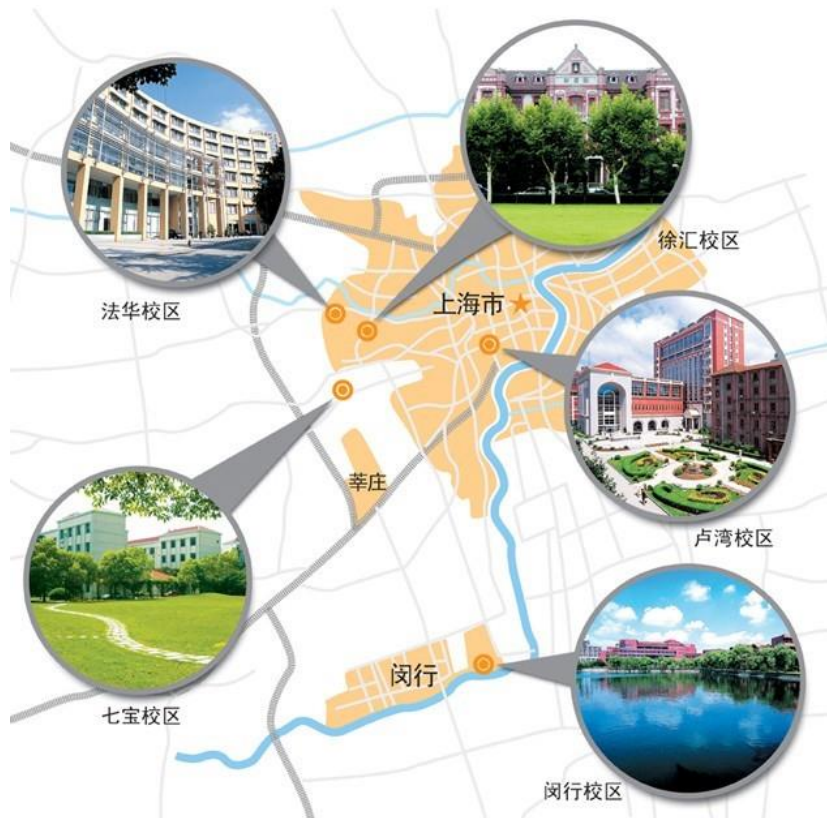 徐汇校区
法华校区
上海市
莘庄
卢湾校区
闵行
七宝校区
闵行校区